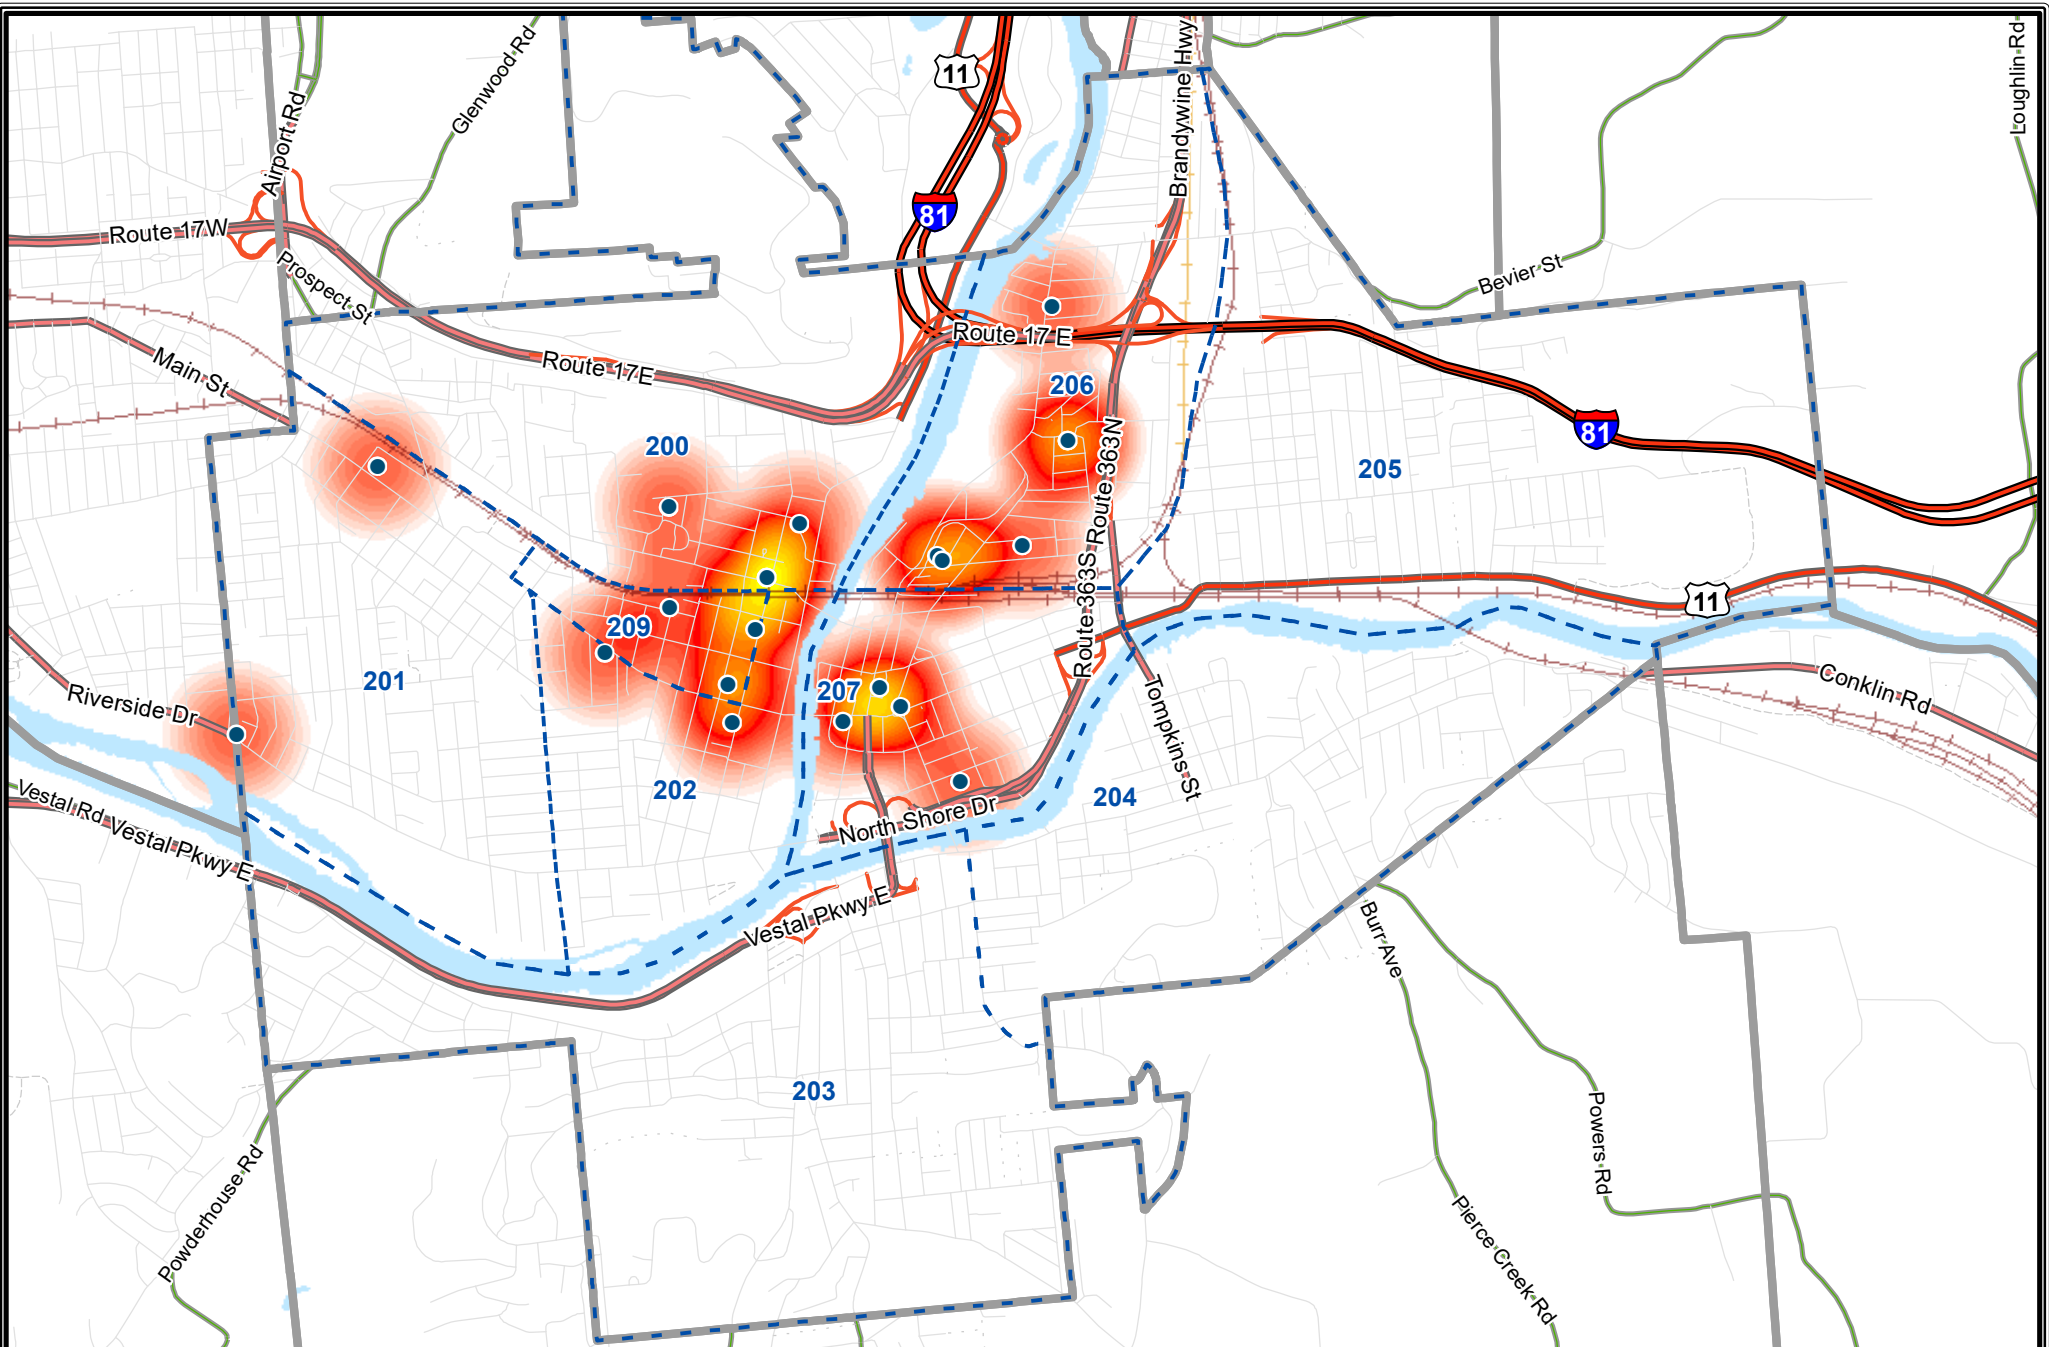 11
Brandywine Hwy
Loughlin Rd
Glenwood Rd
Airport Rd
81
Route 17W
Prospect St
Bevier St
Route 17 E
Main St
Route 17E
206
81
200
205
Route 363N
Route 363S
11
209
201
207
Riverside Dr
Tompkins St
Conklin Rd
202
204
Vestal Rd
Vestal Pkwy E
North Shore Dr
Vestal Pkwy E
Burr Ave
203
Powers Rd
Powderhouse Rd
Pierce Creek Rd